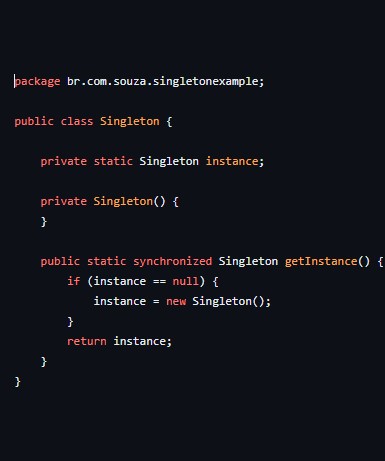 package br.com.souza.singletonexample;
public class Singleton {
private static Singleton instance;
private Singleton() {
}
public static synchronized Singleton getInstance() {
if (instance == null) {
instance = new Singleton();
}
return instance;
}
}